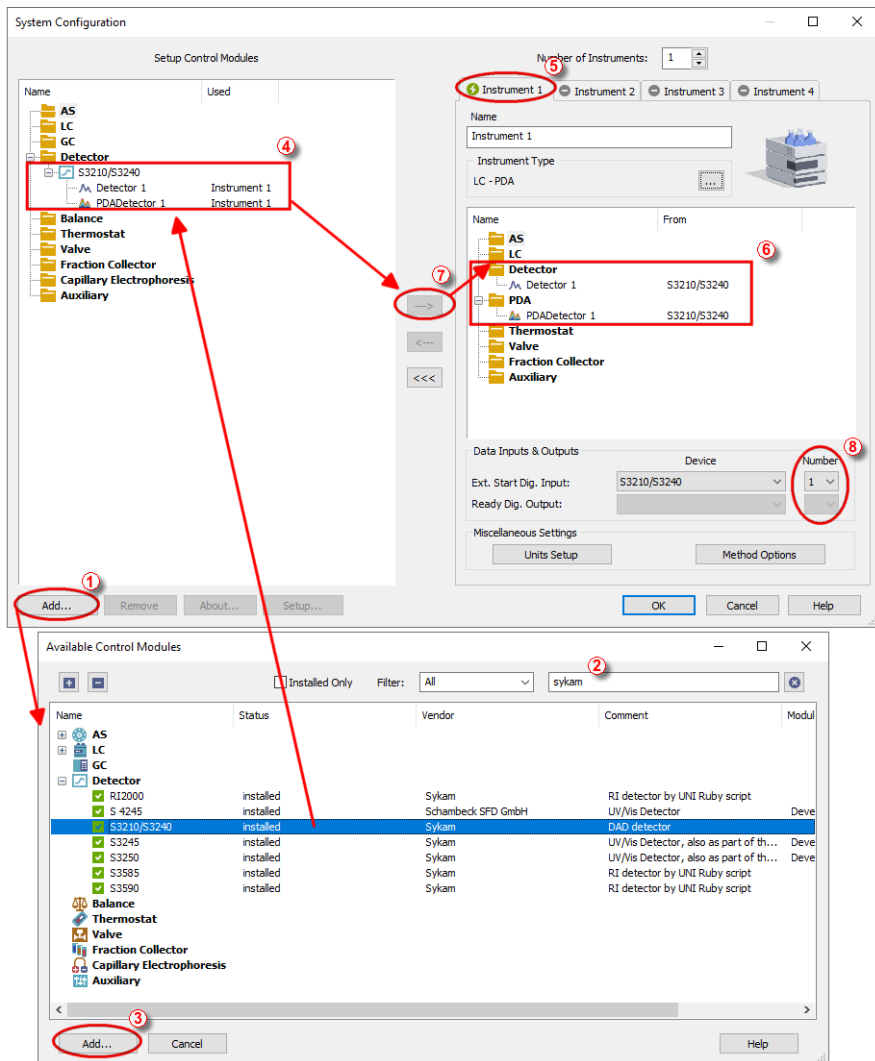 System Configuration
Setup Control Modules
Number of Instruments: 1
⑤
Name Used
AS
LC
GC
Detector
④
S3210/S3240
Detector 1 Instrument 1
PDADetector 1 Instrument 1
Balance
Thermostat
Valve
Fraction Collector
Capillary Electrophoresis
Auxiliary
⑦
--->
<---
<<<
Instrument 1 Instrument 2 Instrument 3 Instrument 4
Name
Instrument 1
Instrument Type
LC - PDA ...
Name From
AS
LC
⑥
Detector
Detector 1 S3210/S3240
PDA
PDADetector 1 S3210/S3240
Thermostat
Valve
Fraction Collector
Auxiliary
Data Inputs & Outputs
⑧
Device Number
Ext. Start Dig. Input: S3210/S3240 1
Ready Dig. Output:
Miscellaneous Settings
Units Setup Method Options
①
Add... Remove About... Setup... OK Cancel Help
Available Control Modules
②
Installed Only Filter: All sykam
Name Status Vendor Comment Modul
AS
LC
GC
Detector
RI2000 installed Sykam RI detector by UNI Ruby script
S 4245 installed Schambeck SFD GmbH UV/Vis Detector Deve
S3210/S3240 installed Sykam DAD detector
S3245 installed Sykam UV/Vis Detector, also as part of th... Deve
S3250 installed Sykam UV/Vis Detector, also as part of th... Deve
S3585 installed Sykam RI detector by UNI Ruby script
S3590 installed Sykam RI detector by UNI Ruby script
Balance
Thermostat
Valve
Fraction Collector
Capillary Electrophoresis
Auxiliary
③
Add... Cancel Help